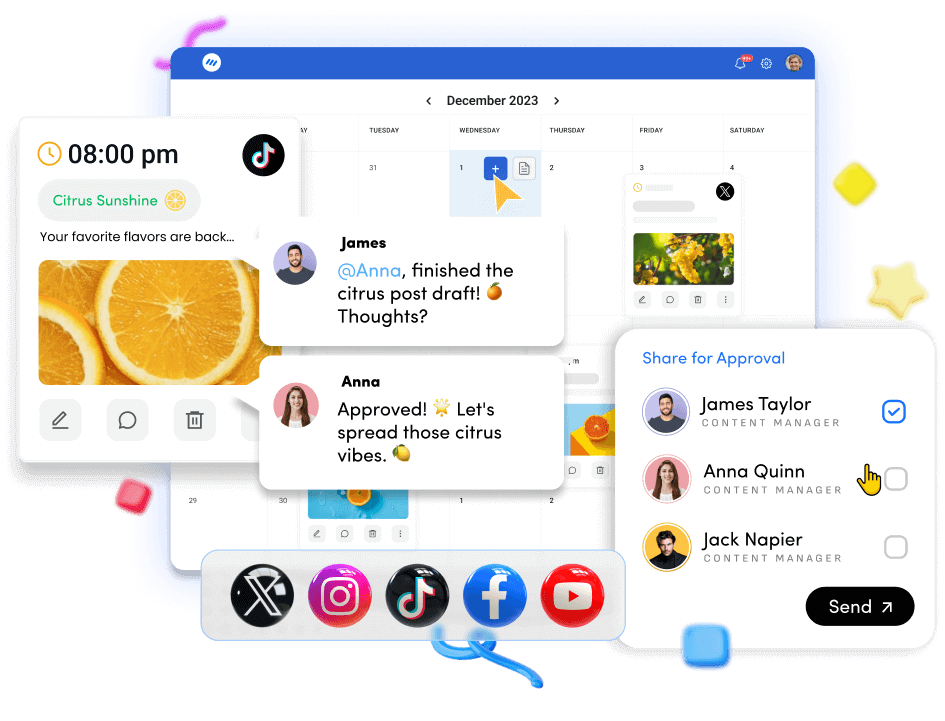 99+
December 2023
AY
TUESDAY
WEDNESDAY
THURSDAY
FRIDAY
SATURDAY
08:00 pm
Citrus Sunshine
Your favorite flavors are back...
31
1
2
3
4
James
@Anna, finished the
citrus post draft! 🍊
Thoughts?
Anna
Approved! 🌟 Let's
spread those citrus
vibes. 🍋
m
29
30
1
2
Share for Approval
James Taylor
CONTENT MANAGER
Anna Quinn
CONTENT MANAGER
Jack Napier
CONTENT MANAGER
Send